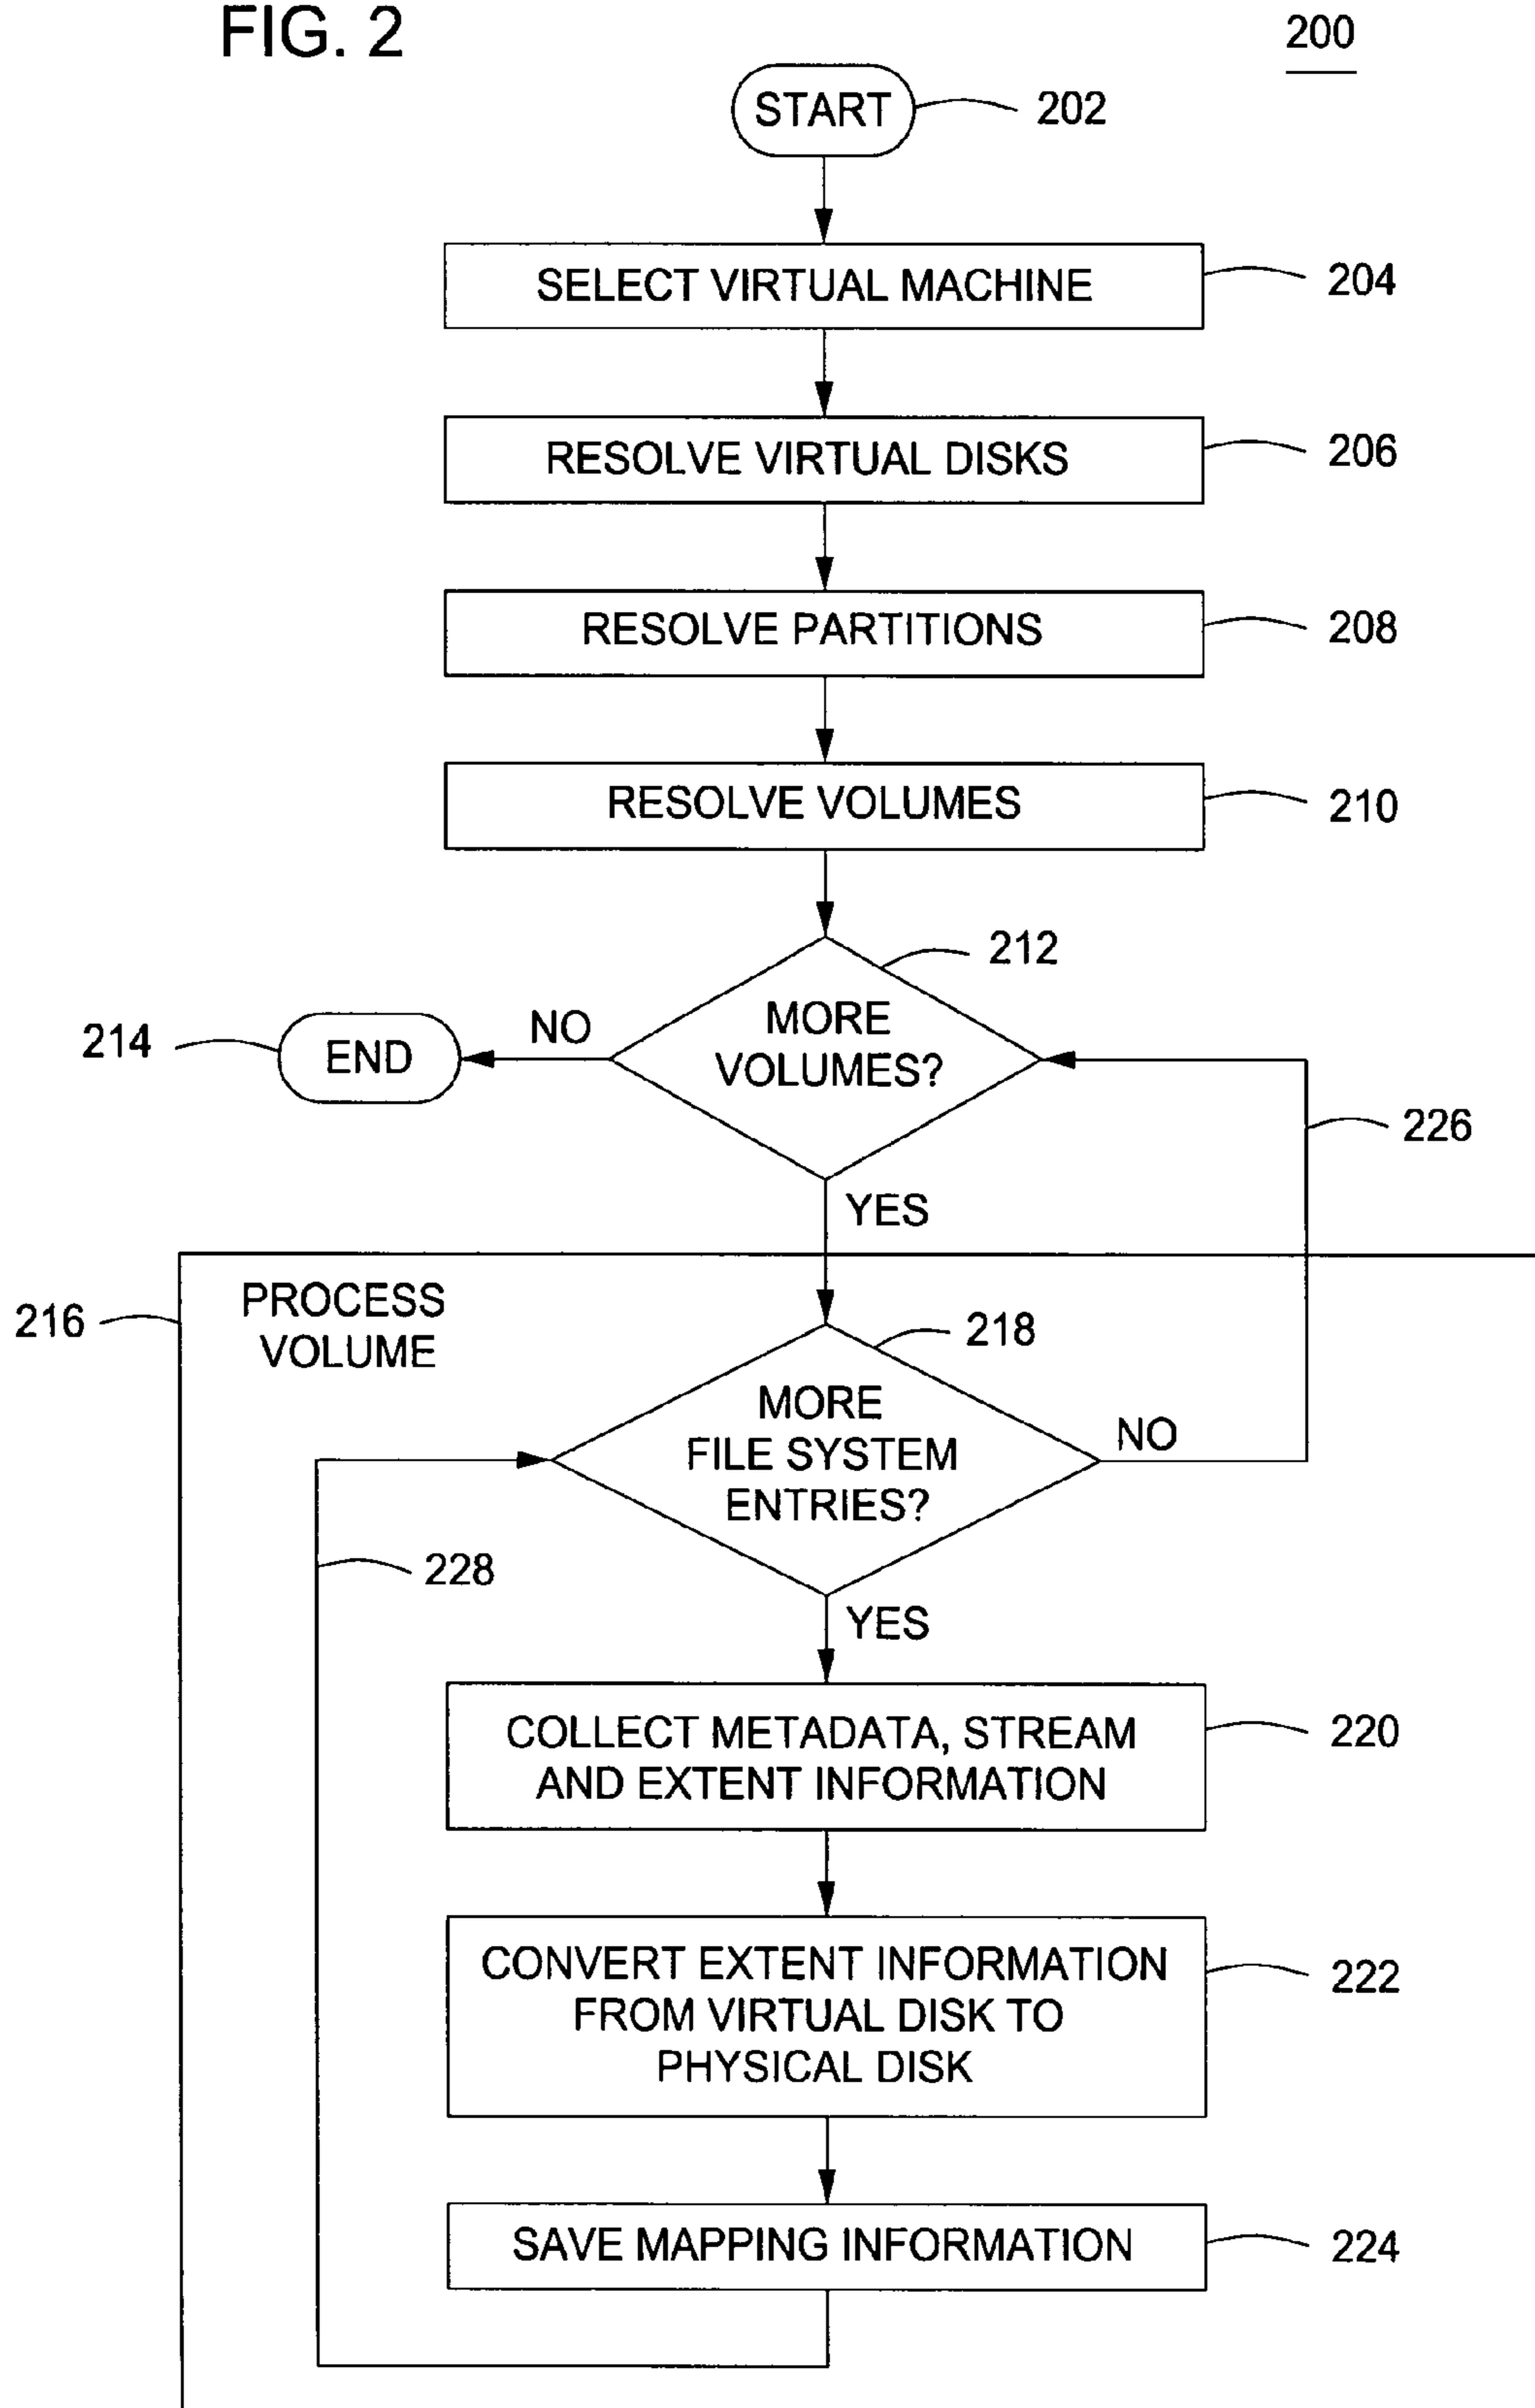 FIG. 2
200
START
202
SELECT VIRTUAL MACHINE
204
RESOLVE VIRTUAL DISKS
206
RESOLVE PARTITIONS
208
RESOLVE VOLUMES
210
212
MORE
VOLUMES?
NO
END
214
226
YES
PROCESS
VOLUME
216
218
MORE
FILE SYSTEM
ENTRIES?
NO
228
YES
COLLECT METADATA, STREAM
AND EXTENT INFORMATION
220
CONVERT EXTENT INFORMATION
FROM VIRTUAL DISK TO
PHYSICAL DISK
222
SAVE MAPPING INFORMATION
224